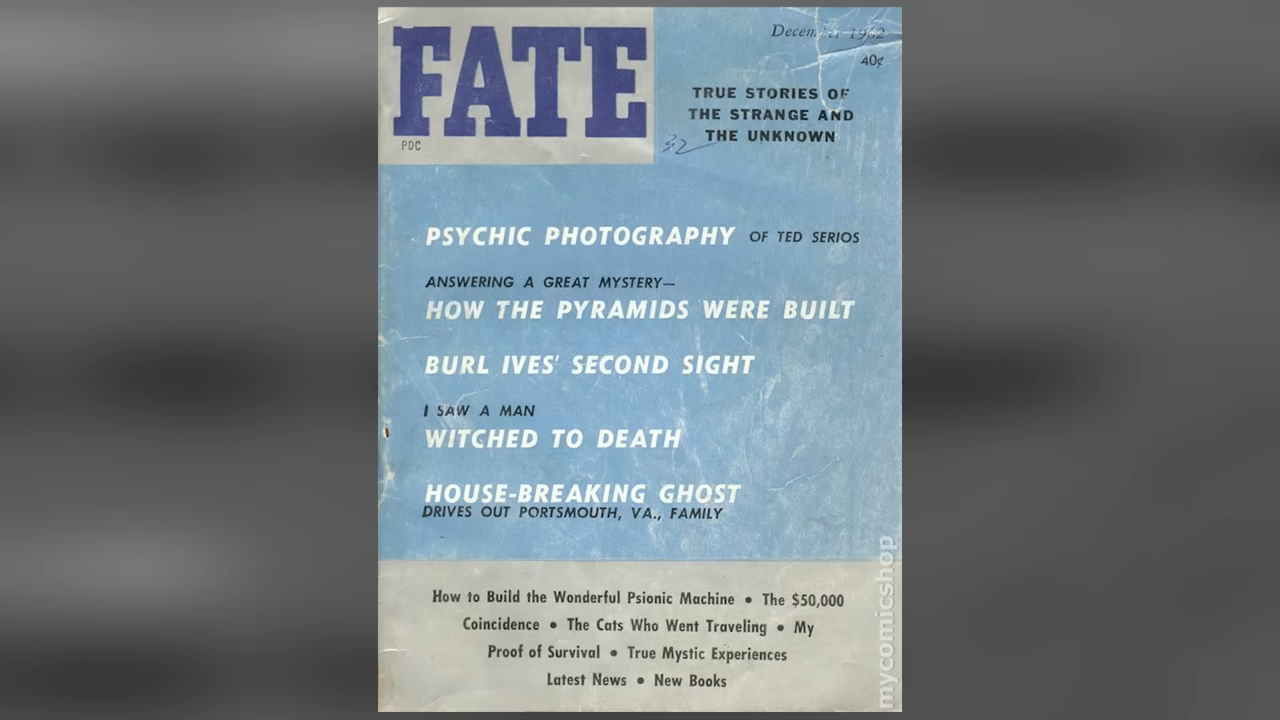 FATE
PDC
December 1962
40¢
TRUE STORIES OF
THE STRANGE AND
THE UNKNOWN
32
PSYCHIC PHOTOGRAPHY OF TED SERIOS
ANSWERING A GREAT MYSTERY—
HOW THE PYRAMIDS WERE BUILT
BURL IVES' SECOND SIGHT
I SAW A MAN
WITCHED TO DEATH
HOUSE-BREAKING GHOST
DRIVES OUT PORTSMOUTH, VA., FAMILY
How to Build the Wonderful Psionic Machine • The $50,000
Coincidence • The Cats Who Went Traveling • My
Proof of Survival • True Mystic Experiences
Latest News • New Books
mycomicshop